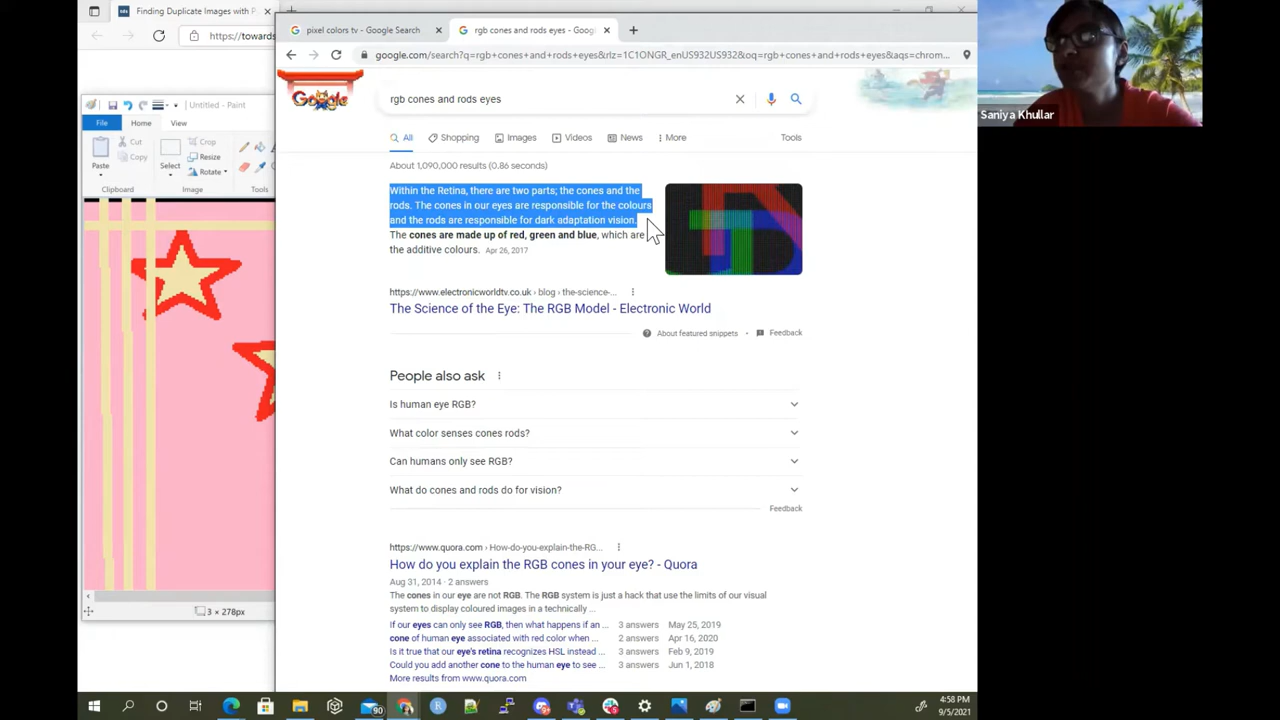 Finding Duplicate Images with P
https://towards
pixel colors tv - Google Search
rgb cones and rods eyes - Goog
google.com/search?q=rgb+cones+and+rods+eyes&rlz=1C1ONGR_enUS932US932&oq=rgb+cones+and+rods+eyes&aqs=chrom...
Saniya Khullar
Google
rgb cones and rods eyes
All
Shopping
Images
Videos
News
More
Tools
About 1,090,000 results (0.86 seconds)
Within the Retina, there are two parts; the cones and the
rods. The cones in our eyes are responsible for the colours
and the rods are responsible for dark adaptation vision.
The cones are made up of red, green and blue, which are
the additive colours. Apr 26, 2017
https://www.electronicworldtv.co.uk › blog › the-science-...
The Science of the Eye: The RGB Model - Electronic World
About featured snippets • Feedback
People also ask
Is human eye RGB?
What color senses cones rods?
Can humans only see RGB?
What do cones and rods do for vision?
Feedback
https://www.quora.com › How-do-you-explain-the-RG...
How do you explain the RGB cones in your eye? - Quora
Aug 31, 2014 · 2 answers
The cones in our eye are not RGB. The RGB system is just a hack that use the limits of our visual
system to display coloured images in a technically ...
If our eyes can only see RGB, then what happens if an ... 3 answers May 25, 2019
cone of human eye associated with red color when ... 2 answers Apr 16, 2020
Is it true that our eye's retina recognizes HSL instead ... 3 answers Feb 9, 2019
Could you add another cone to the human eye to see ... 3 answers Jun 1, 2018
More results from www.quora.com
Untitled - Paint
File
Home
View
Paste
Cut
Copy
Clipboard
Select
Crop
Resize
Rotate
Image
Tools
3 × 278px
90
4:58 PM
9/5/2021